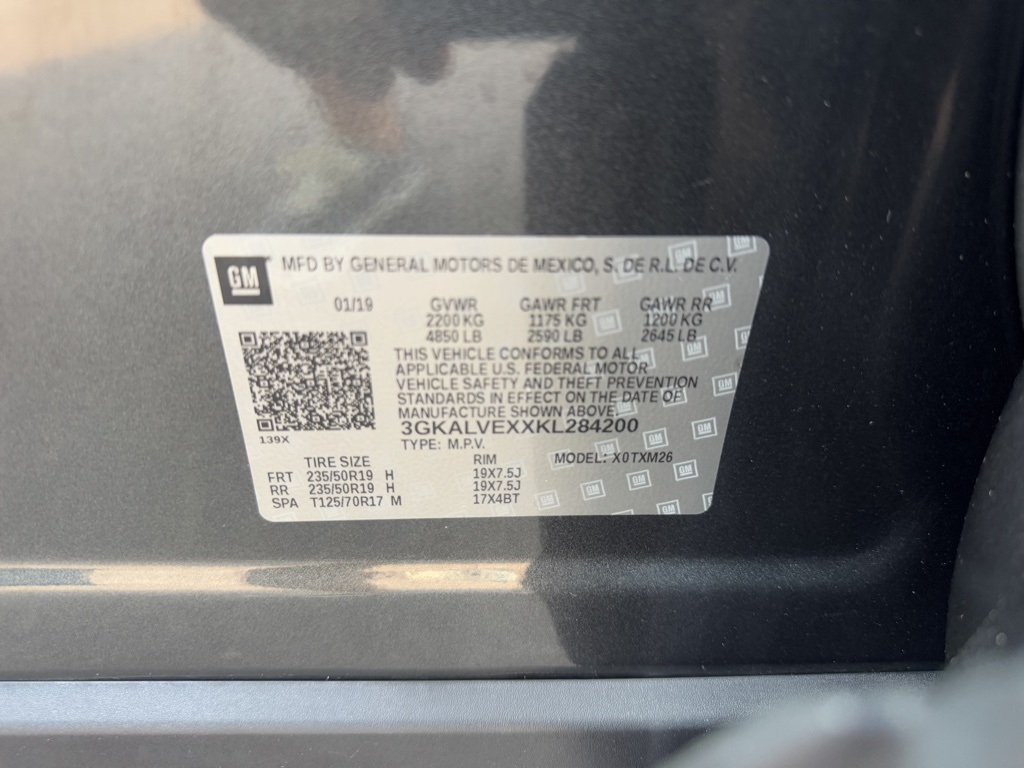 GM MFD BY GENERAL MOTORS DE MEXICO, S. DE R.L. DE C.V.
01/19 GVWR GAWR FRT GAWR RR
2200 KG 1175 KG 1200 KG
4850 LB 2590 LB 2645 LB
THIS VEHICLE CONFORMS TO ALL
APPLICABLE U.S. FEDERAL MOTOR
VEHICLE SAFETY AND THEFT PREVENTION
STANDARDS IN EFFECT ON THE DATE OF
MANUFACTURE SHOWN ABOVE.
3GKALVEXXKL284200
139X
TYPE: M.P.V.
TIRE SIZE RIM MODEL: X0TXM26
FRT 235/50R19 H 19X7.5J
RR 235/50R19 H 19X7.5J
SPA T125/70R17 M 17X4BT